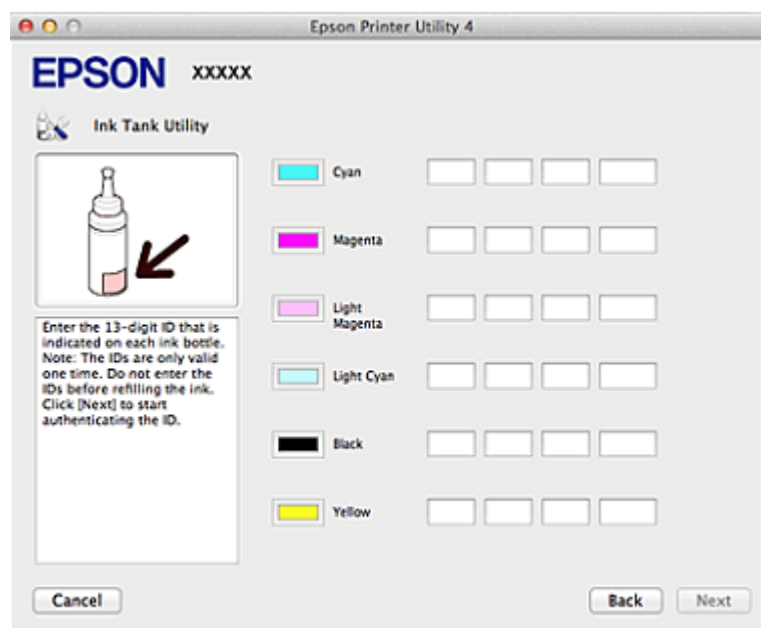 Epson Printer Utility 4
EPSON XXXXX
Ink Tank Utility
Cyan
Magenta
Light
Magenta
Light Cyan
Black
Yellow
Enter the 13-digit ID that is
indicated on each ink bottle.
Note: The IDs are only valid
one time. Do not enter the
IDs before refilling the ink.
Click [Next] to start
authenticating the ID.
Cancel
Back
Next